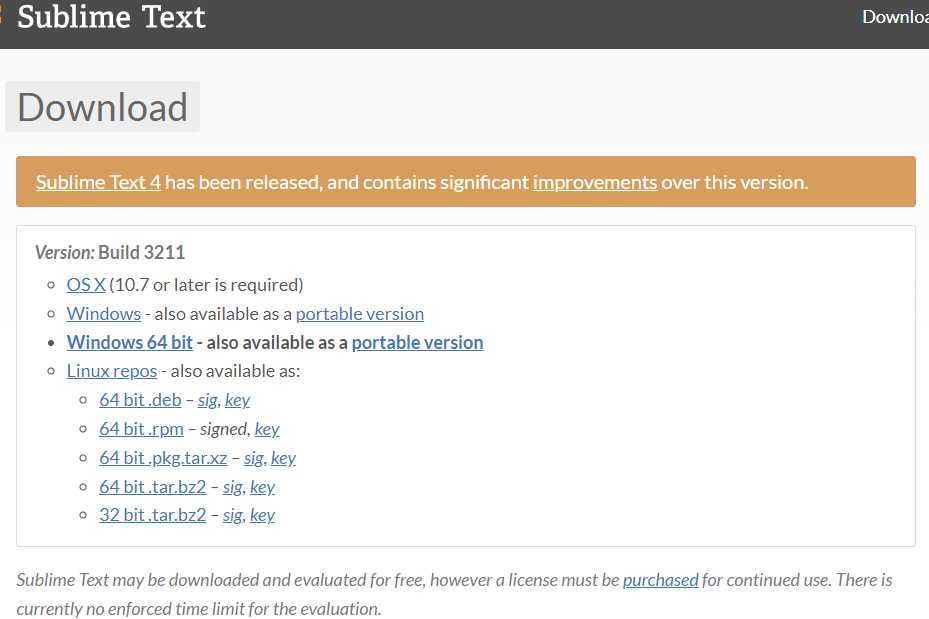 Sublime Text
Downloa
Download
Sublime Text 4 has been released, and contains significant improvements over this version.
Version: Build 3211
OS X (10.7 or later is required)
Windows - also available as a portable version
Windows 64 bit - also available as a portable version
Linux repos - also available as:
64 bit .deb – sig, key
64 bit .rpm – signed, key
64 bit .pkg.tar.xz – sig, key
64 bit .tar.bz2 – sig, key
32 bit .tar.bz2 – sig, key
Sublime Text may be downloaded and evaluated for free, however a license must be purchased for continued use. There is
currently no enforced time limit for the evaluation.